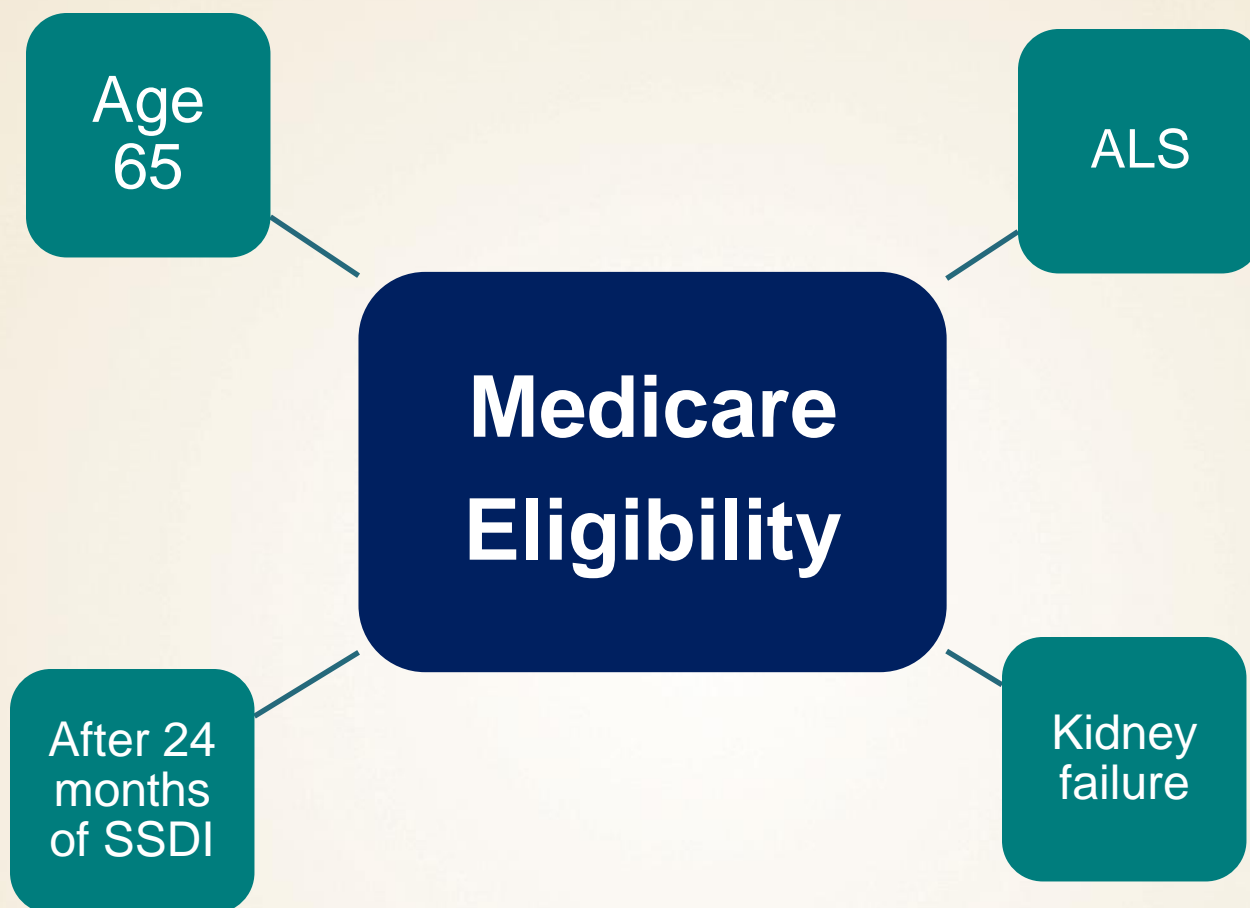 Age
65
ALS
Medicare
Eligibility
After 24
months
of SSDI
Kidney
failure